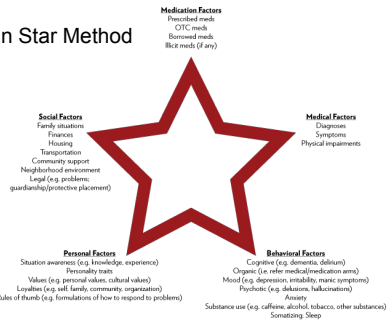 n Star Method
Medication Factors
Prescribed meds
OTC meds
Borrowed meds
Illicit meds (if any)
Social Factors
Family situations
Finances
Housing
Transportation
Community support
Neighborhood environment
Legal (e.g. problems;
guardianship/protective placement)
Medical Factors
Diagnoses
Symptoms
Physical impairments
Personal Factors
Situation awareness (e.g. knowledge, experience)
Personality traits
Values (e.g. personal values, cultural values)
Loyalties (e.g. self, family, community, organization)
ules of thumb (e.g. formulations of how to respond to problems)
Behavioral Factors
Cognitive (e.g. dementia, delirium)
Organic (i.e. refer medical/medication arms)
Mood (e.g. depression, irritability, manic symptoms)
Psychotic (e.g. delusions, hallucinations)
Anxiety
Substance use (e.g. caffeine, alcohol, tobacco, other substances)
Somatizing; Sleep